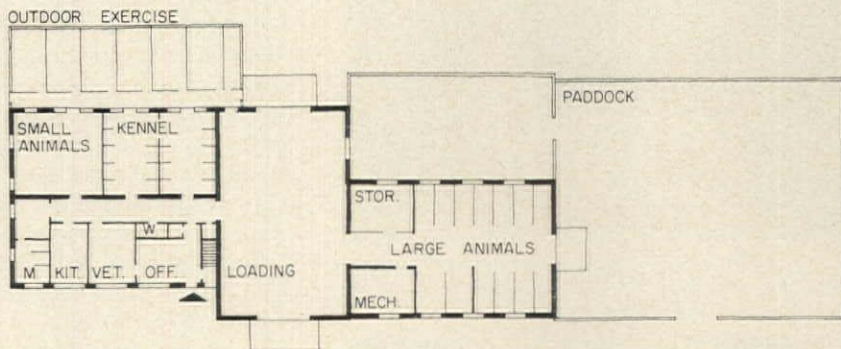 OUTDOOR EXERCISE
PADDOCK
SMALL
ANIMALS
KENNEL
STOR.
W
LARGE ANIMALS
M
KIT.
VET.
OFF.
LOADING
MECH.